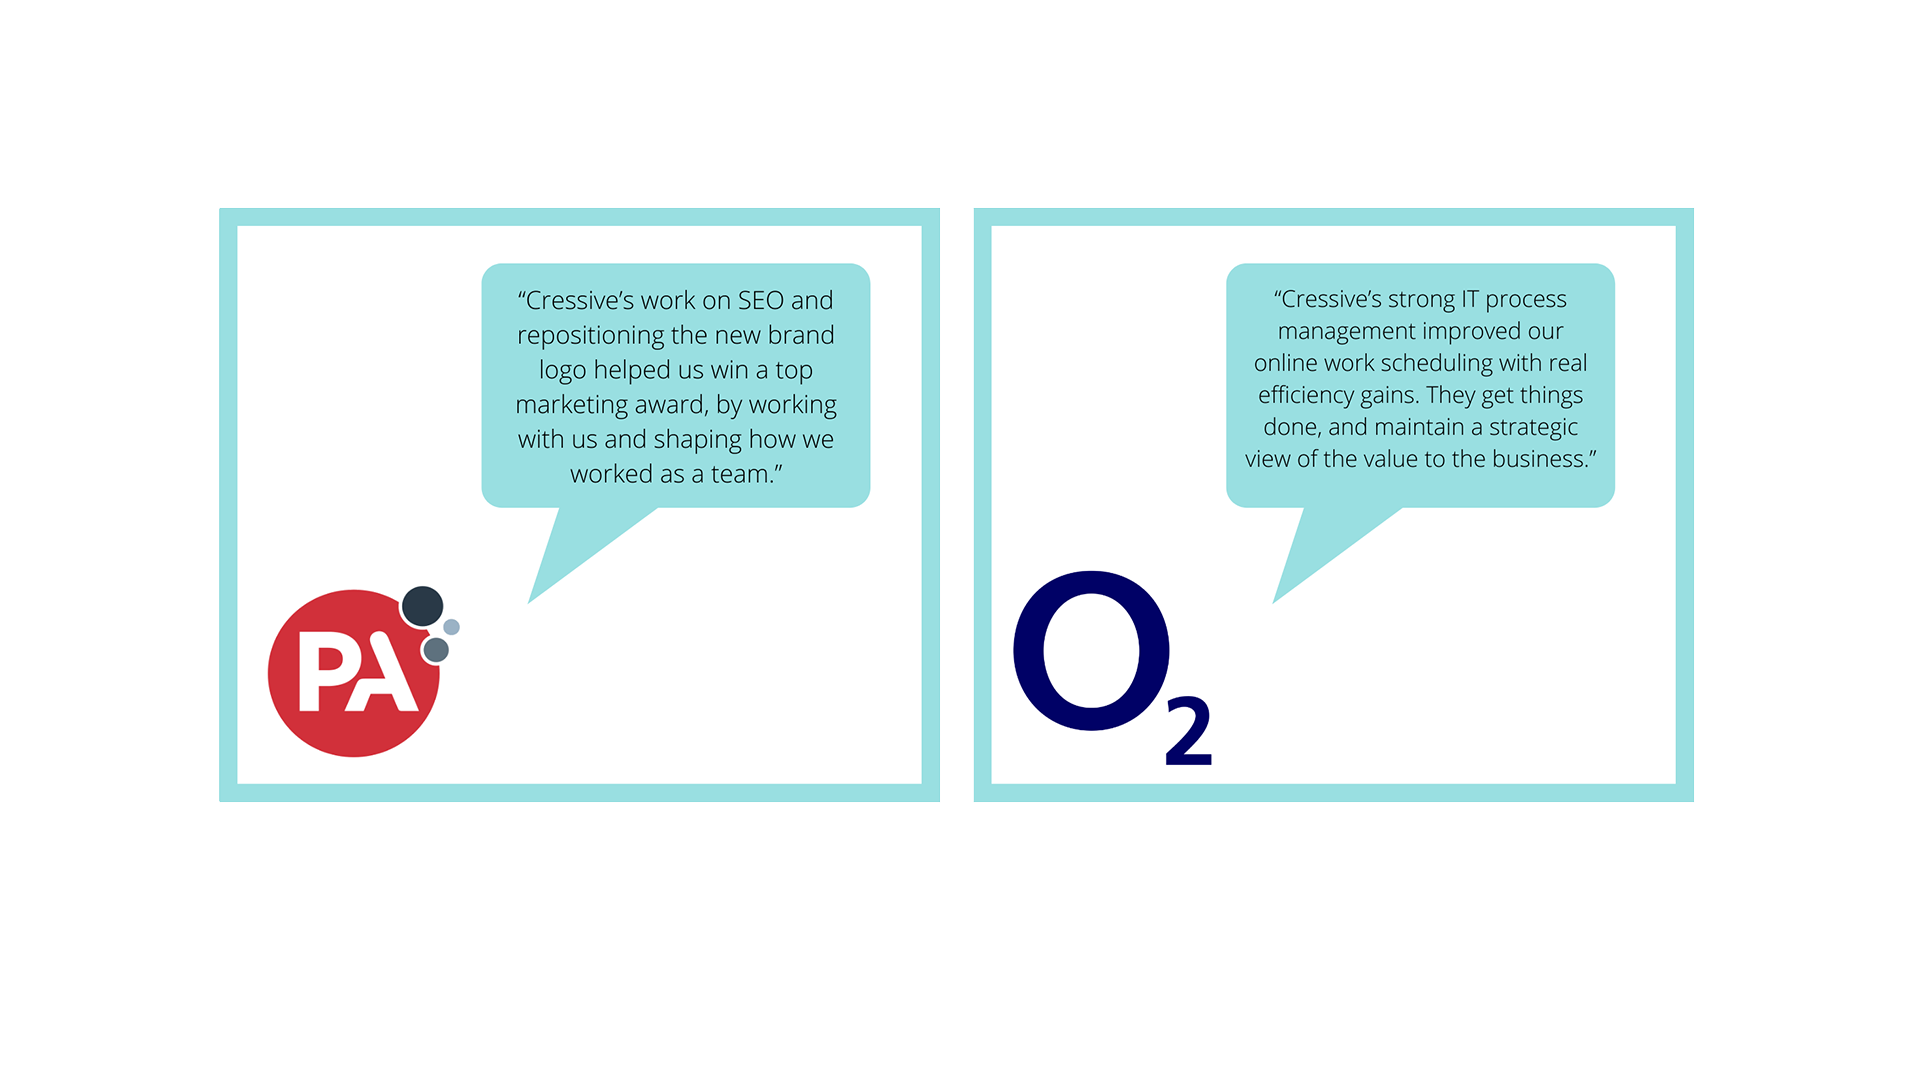 “Cressive’s work on SEO and
repositioning the new brand
logo helped us win a top
marketing award, by working
with us and shaping how we
worked as a team.”
PA
“Cressive’s strong IT process
management improved our
online work scheduling with real
efficiency gains. They get things
done, and maintain a strategic
view of the value to the business.”
O2